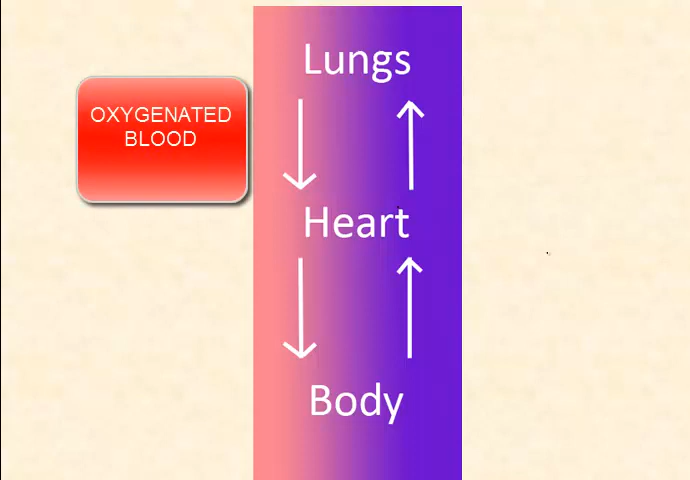 Lungs
OXYGENATED
BLOOD
Heart
Body